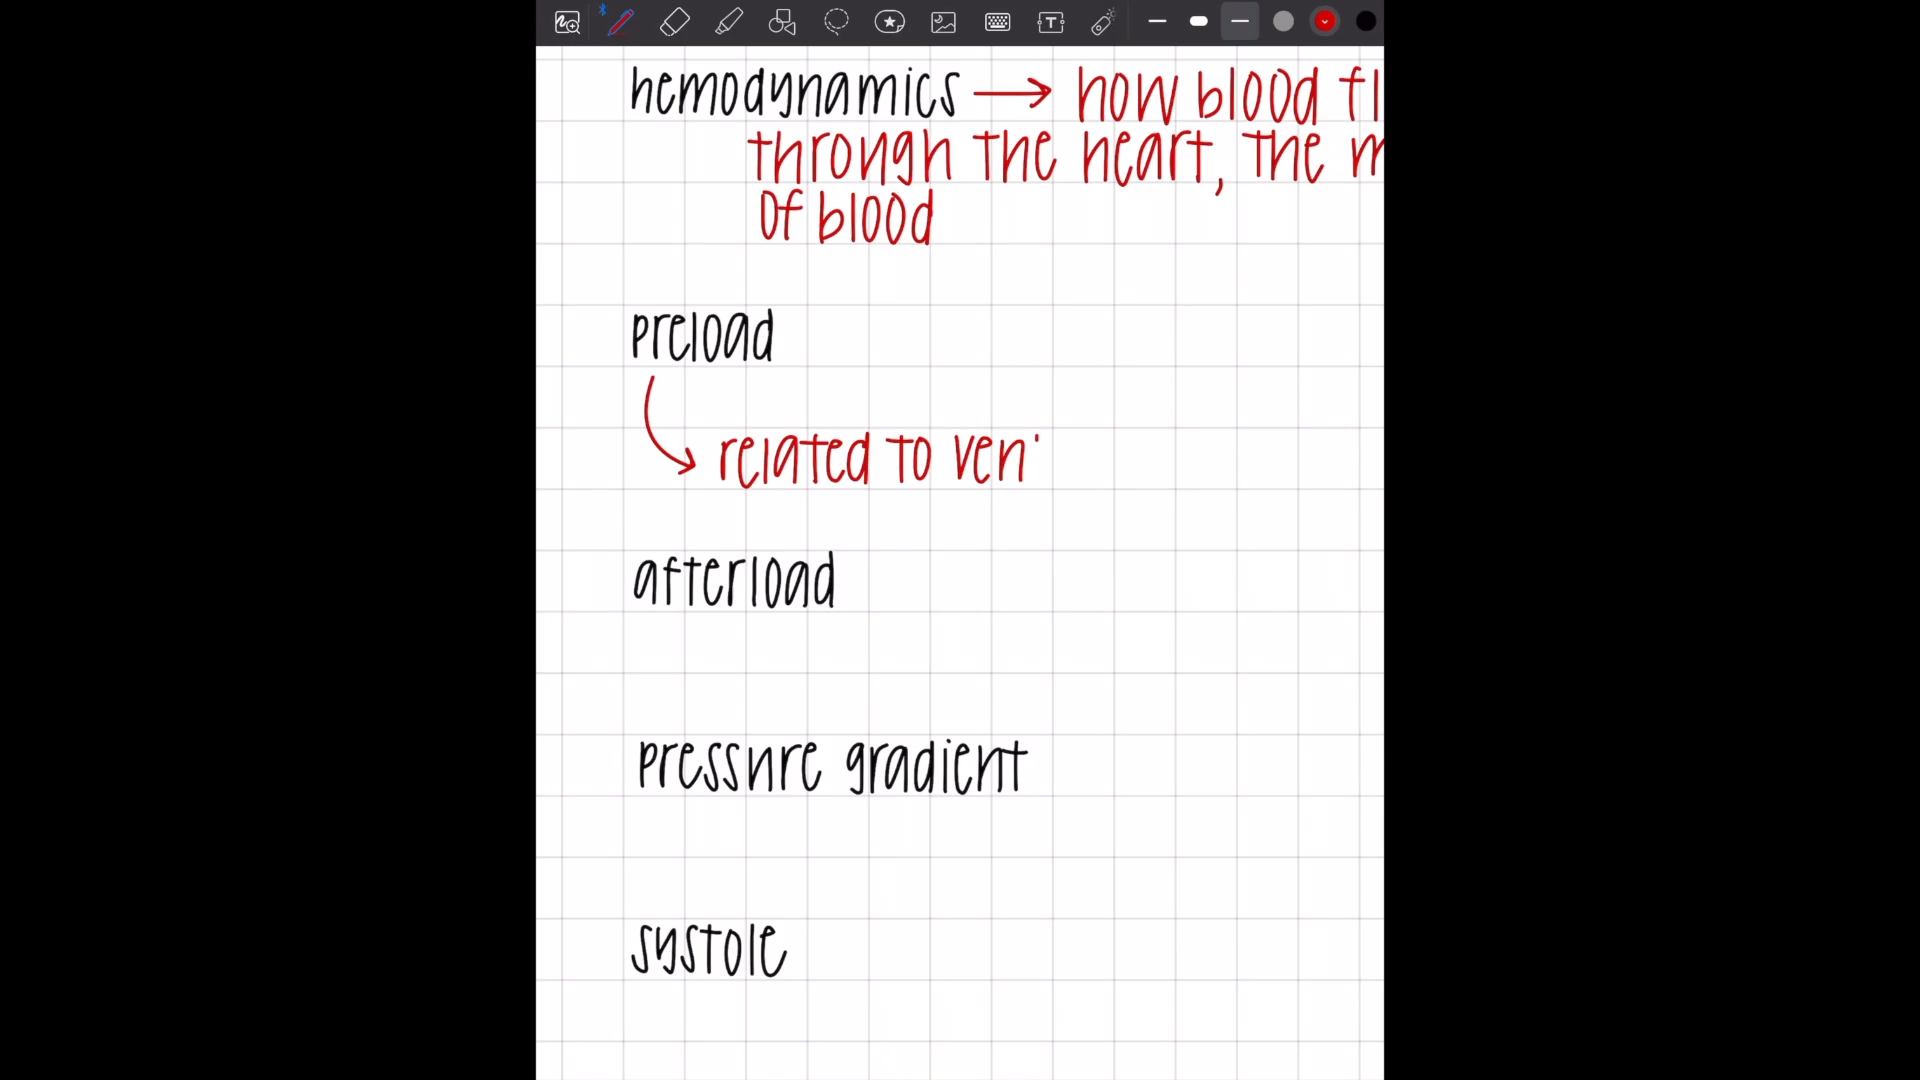 hemodynamics → how blood fl
through the heart, the m
of blood
preload
related to ven
afterload
pressure gradient
systole